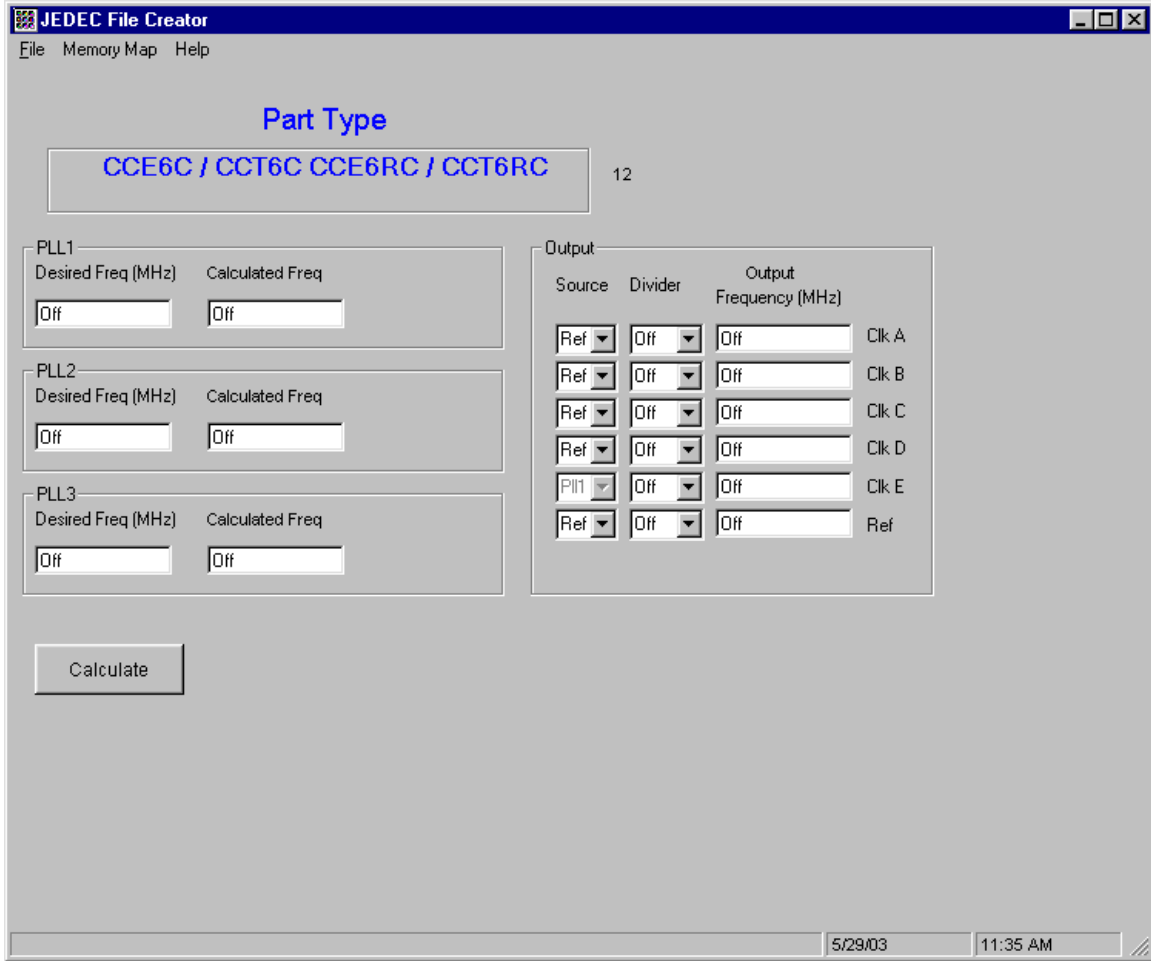 JEDEC File Creator
File Memory Map Help
Part Type
CCE6C / CCT6C CCE6RC / CCT6RC
12
PLL1
Desired Freq (MHz) Calculated Freq
Off Off
PLL2
Desired Freq (MHz) Calculated Freq
Off Off
PLL3
Desired Freq (MHz) Calculated Freq
Off Off
Output
Source Divider Output Frequency (MHz)
Ref Off Off Clk A
Ref Off Off Clk B
Ref Off Off Clk C
Ref Off Off Clk D
Pll1 Off Off Clk E
Ref Off Off Ref
Calculate
5/29/03 11:35 AM